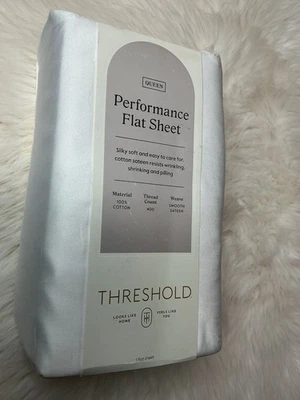 QUEEN
Performance
Flat Sheet
Silky soft and easy to care for,
cotton sateen resists wrinkling,
shrinking and pilling
Material Thread Count Weave
100% COTTON 400 SMOOTH SATEEN
THRESHOLD
LOOKS LIKE HOME FEELS LIKE YOU